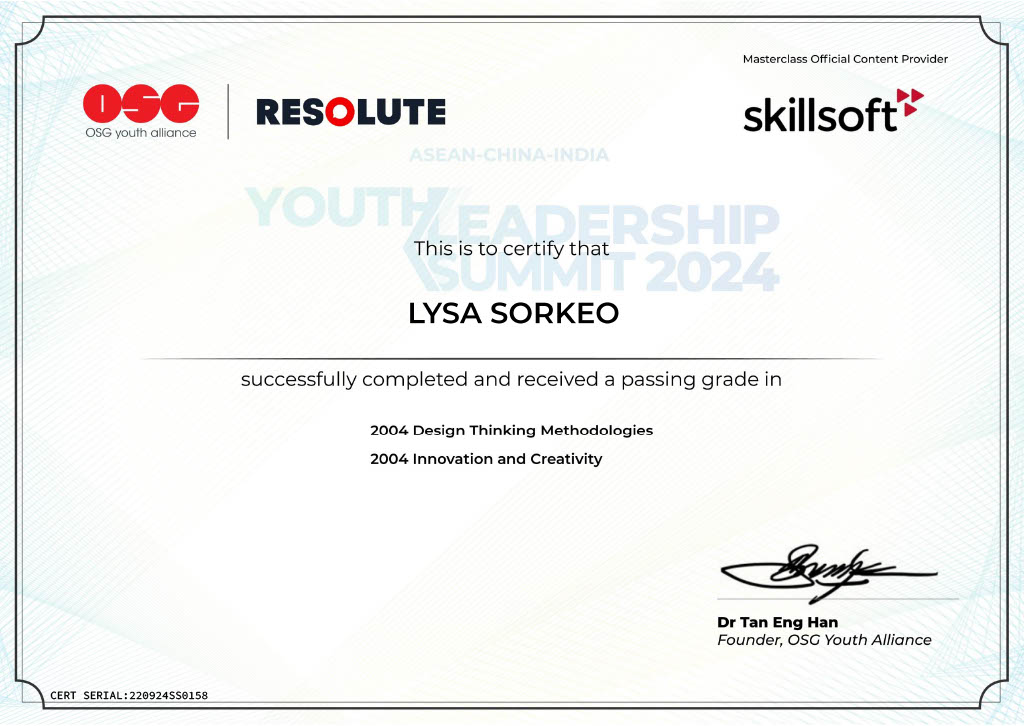 Masterclass Official Content Provider
OSG
OSG youth alliance
RESOLUTE
skillsoft
ASEAN-CHINA-INDIA
YOUTH
LEADERSHIP
SUMMIT 2024
This is to certify that
LYSA SORKEO
successfully completed and received a passing grade in
2004 Design Thinking Methodologies
2004 Innovation and Creativity
Dr Tan Eng Han
Founder, OSG Youth Alliance
CERT SERIAL:220924SS0158